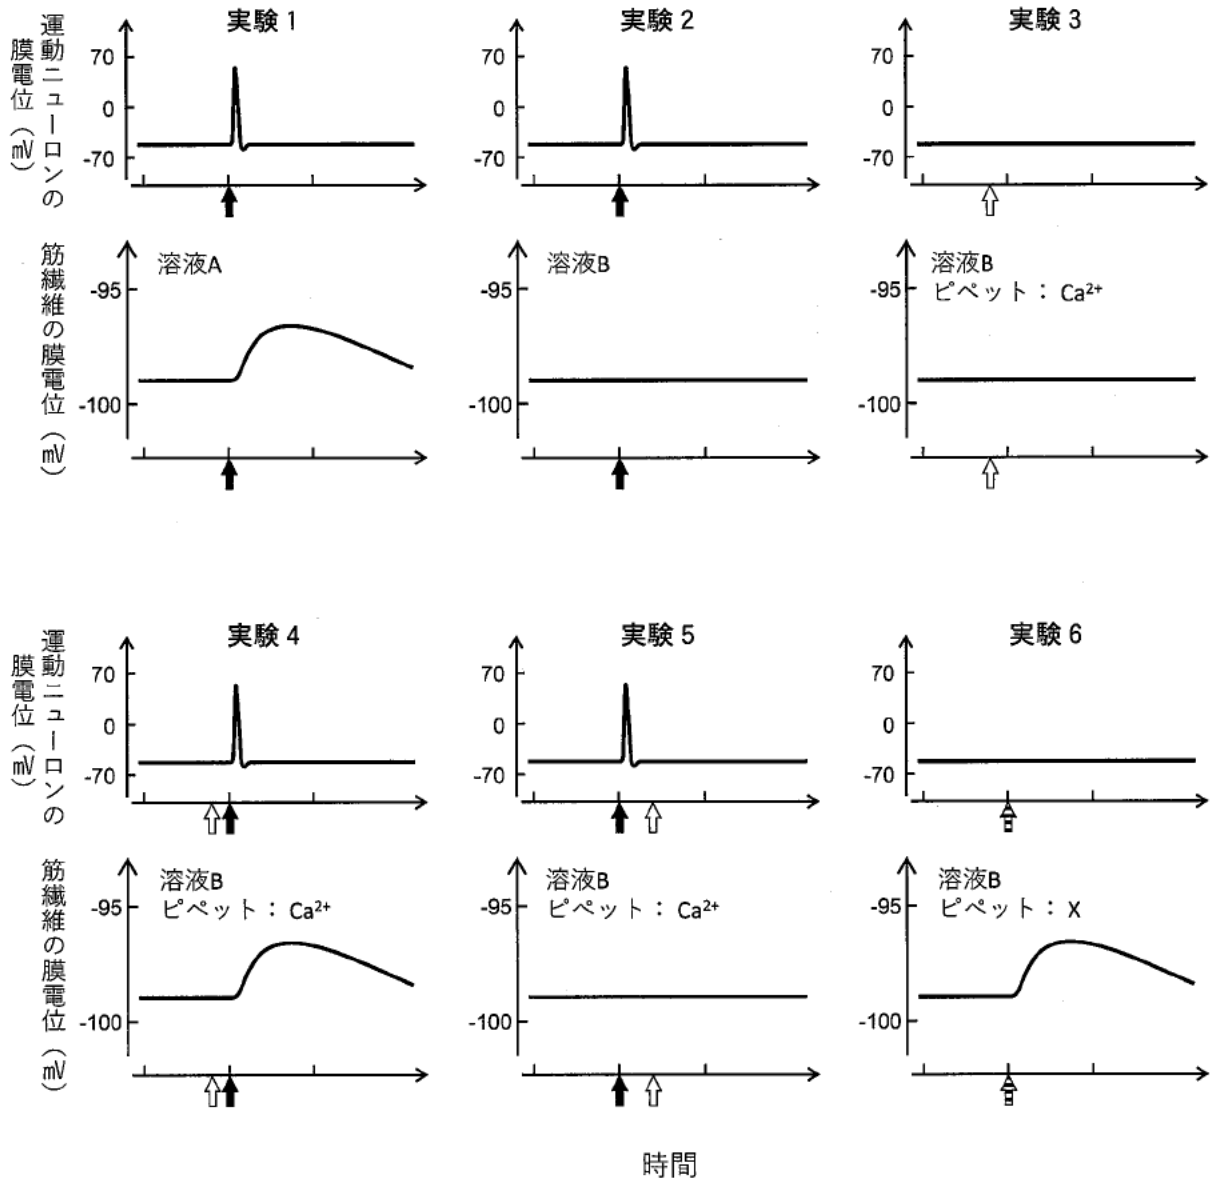 実験 1
運動ニューロンの
膜電位（mV）
70
0
-70
実験 2
70
0
-70
実験 3
70
0
-70
筋繊維の膜電位（mV）
溶液A
-95
-100
溶液B
-95
-100
溶液B
ピペット： Ca²⁺
-95
-100
実験 4
運動ニューロンの
膜電位（mV）
70
0
-70
実験 5
70
0
-70
実験 6
70
0
-70
筋繊維の膜電位（mV）
溶液B
ピペット： Ca²⁺
-95
-100
溶液B
ピペット： Ca²⁺
-95
-100
溶液B
ピペット： X
-95
-100
時間